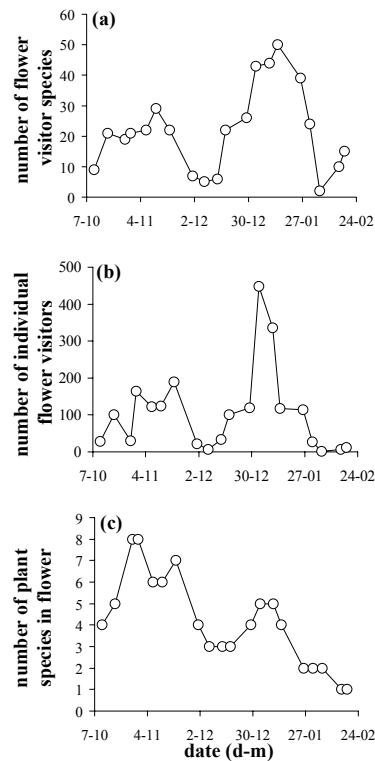 (a)
number of flower
visitor species
60
50
40
30
20
10
0
7-10 4-11 2-12 30-12 27-01 24-02
(b)
number of individual
flower visitors
500
400
300
200
100
0
7-10 4-11 2-12 30-12 27-01 24-02
(c)
number of plant
species in flower
9
8
7
6
5
4
3
2
1
0
7-10 4-11 2-12 30-12 27-01 24-02
date (d-m)